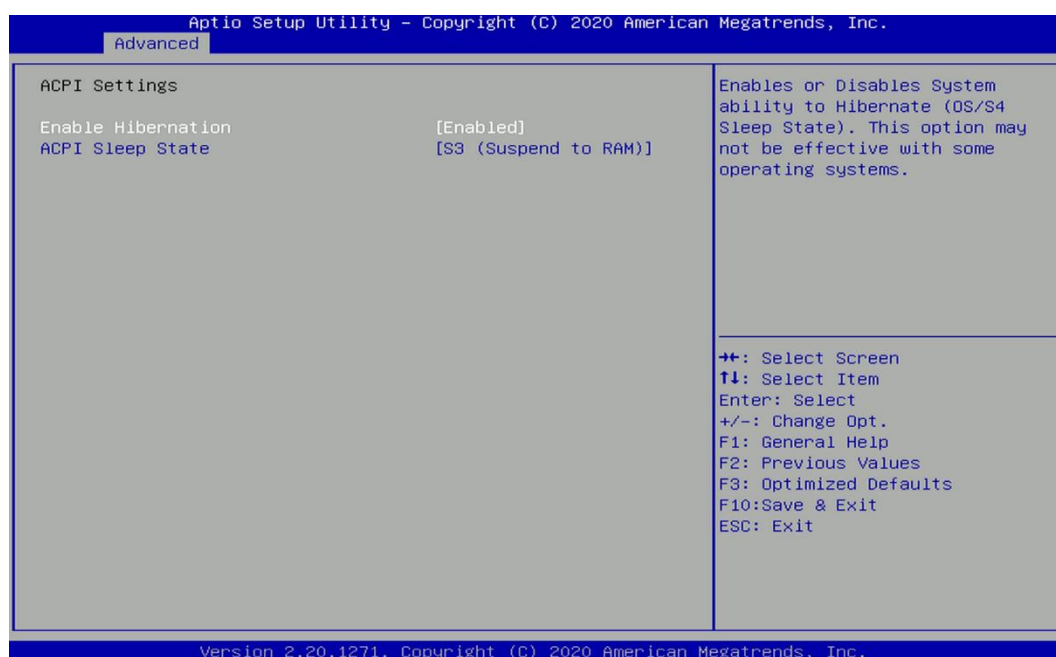 Aptio Setup Utility – Copyright (C) 2020 American Megatrends, Inc.
Advanced
ACPI Settings
Enable Hibernation [Enabled]
ACPI Sleep State [S3 (Suspend to RAM)]
Enables or Disables System
ability to Hibernate (OS/S4
Sleep State). This option may
not be effective with some
operating systems.
→←: Select Screen
↑↓: Select Item
Enter: Select
+/-: Change Opt.
F1: General Help
F2: Previous Values
F3: Optimized Defaults
F10:Save & Exit
ESC: Exit
Version 2.20.1271. Copyright (C) 2020 American Megatrends, Inc.